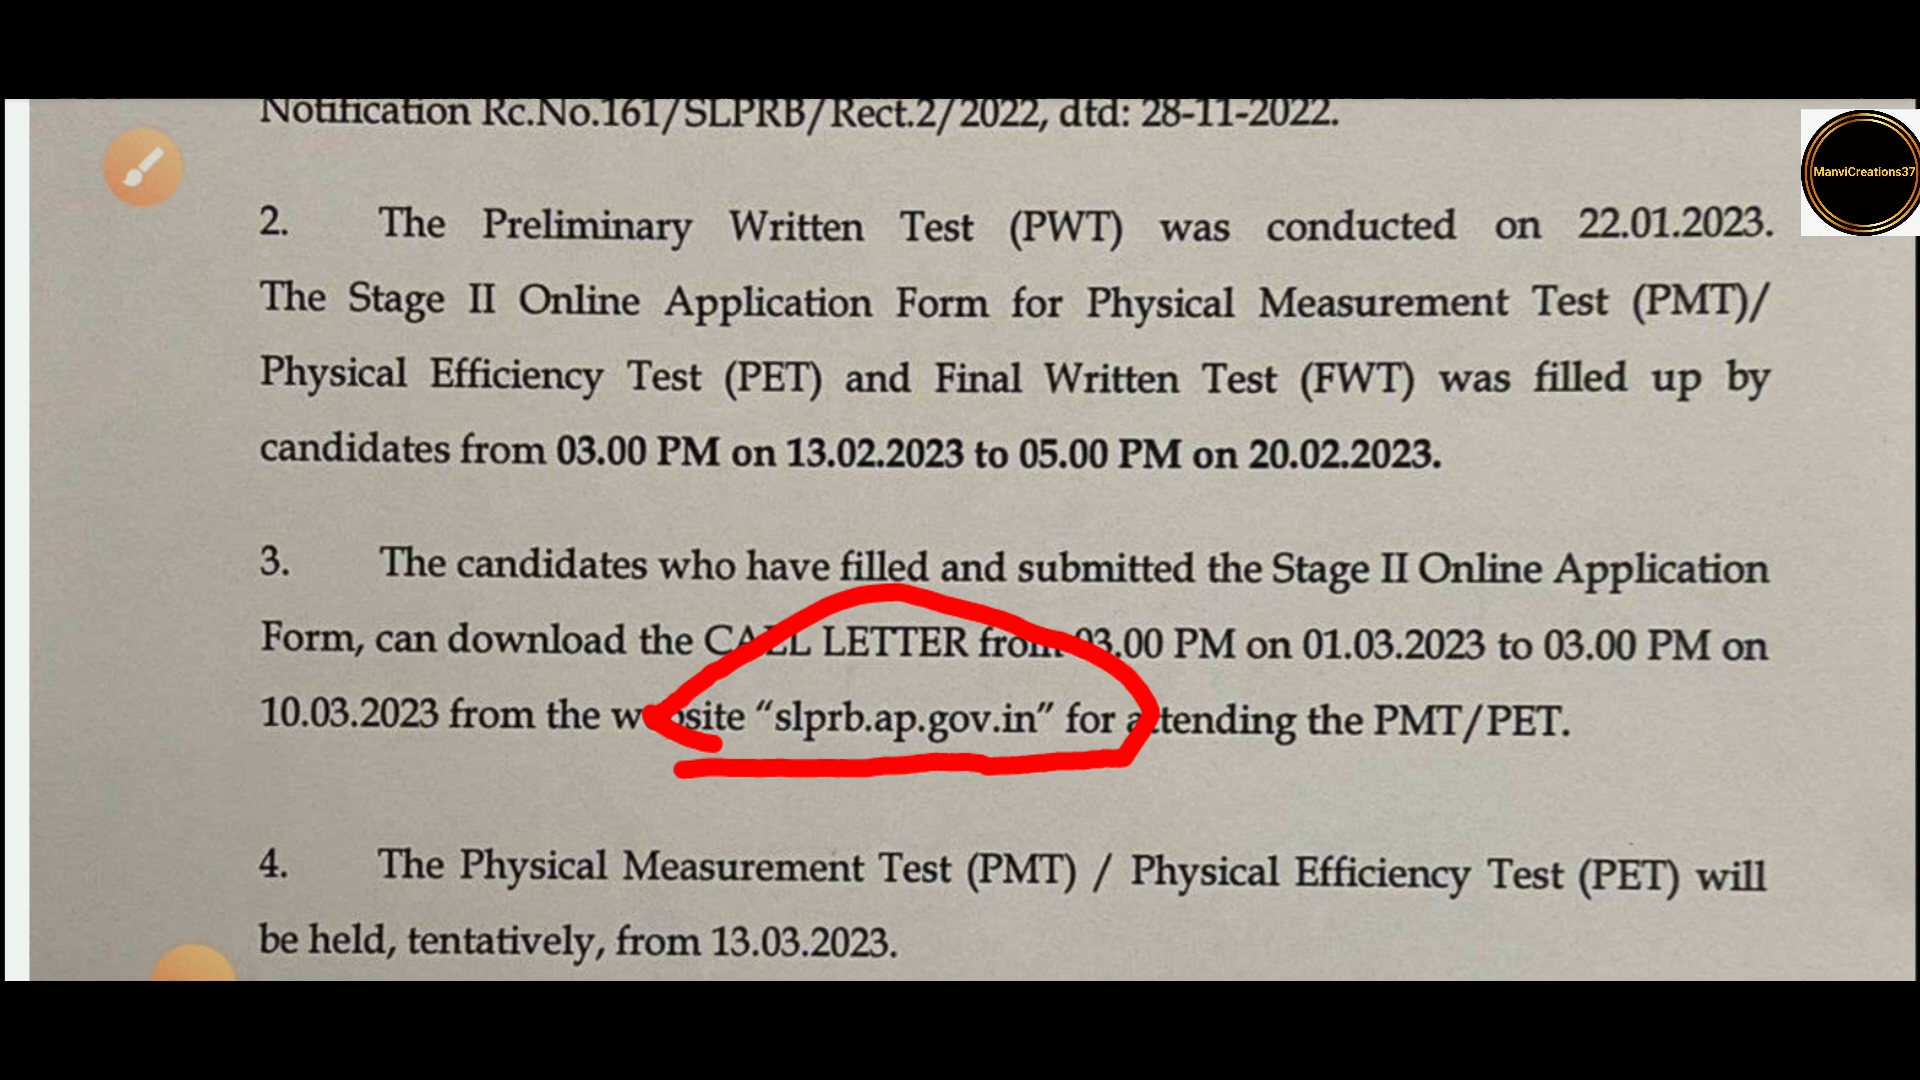 Notification Rc.No.161/SLPRB/Rect.2/2022, dtd: 28-11-2022.
ManviCreations37
2. The Preliminary Written Test (PWT) was conducted on 22.01.2023.
The Stage II Online Application Form for Physical Measurement Test (PMT)/
Physical Efficiency Test (PET) and Final Written Test (FWT) was filled up by
candidates from 03.00 PM on 13.02.2023 to 05.00 PM on 20.02.2023.
3. The candidates who have filled and submitted the Stage II Online Application
Form, can download the CALL LETTER from 03.00 PM on 01.03.2023 to 03.00 PM on
10.03.2023 from the website “slprb.ap.gov.in” for attending the PMT/PET.
4. The Physical Measurement Test (PMT) / Physical Efficiency Test (PET) will
be held, tentatively, from 13.03.2023.